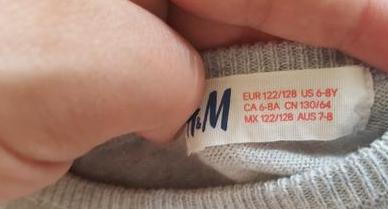 H&M
EUR 122/128 US 6-8Y
CA 6-8A CN 130/64
MX 122/128 AUS 7-8